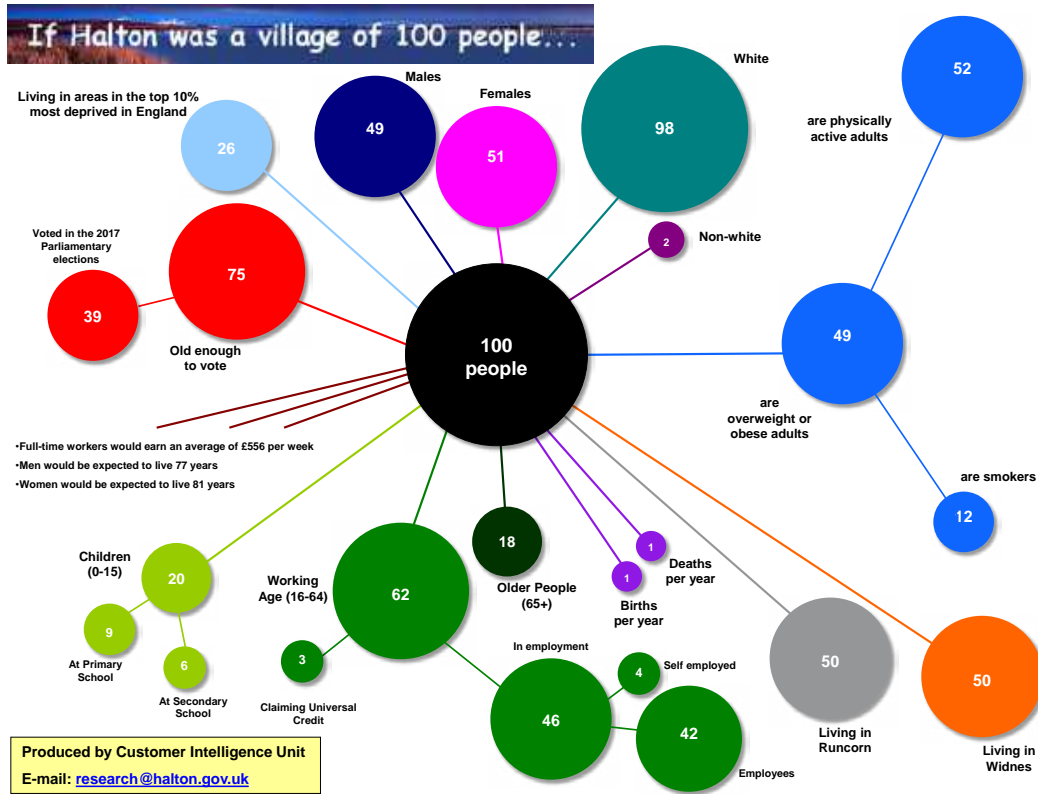 If Halton was a village of 100 people...
Living in areas in the top 10%
most deprived in England
26
Males
49
Females
51
White
98
Non-white
2
52
are physically
active adults
Voted in the 2017
Parliamentary
elections
39
75
Old enough
to vote
100
people
49
are
overweight or
obese adults
are smokers
12
•Full-time workers would earn an average of £556 per week
•Men would be expected to live 77 years
•Women would be expected to live 81 years
Children
(0-15)
20
9
At Primary
School
6
At Secondary
School
Working
Age (16-64)
62
3
Claiming Universal
Credit
18
Older People
(65+)
1
Deaths
per year
1
Births
per year
In employment
46
4
Self employed
42
Employees
50
Living in
Runcorn
50
Living in
Widnes
Produced by Customer Intelligence Unit
E-mail: research@halton.gov.uk